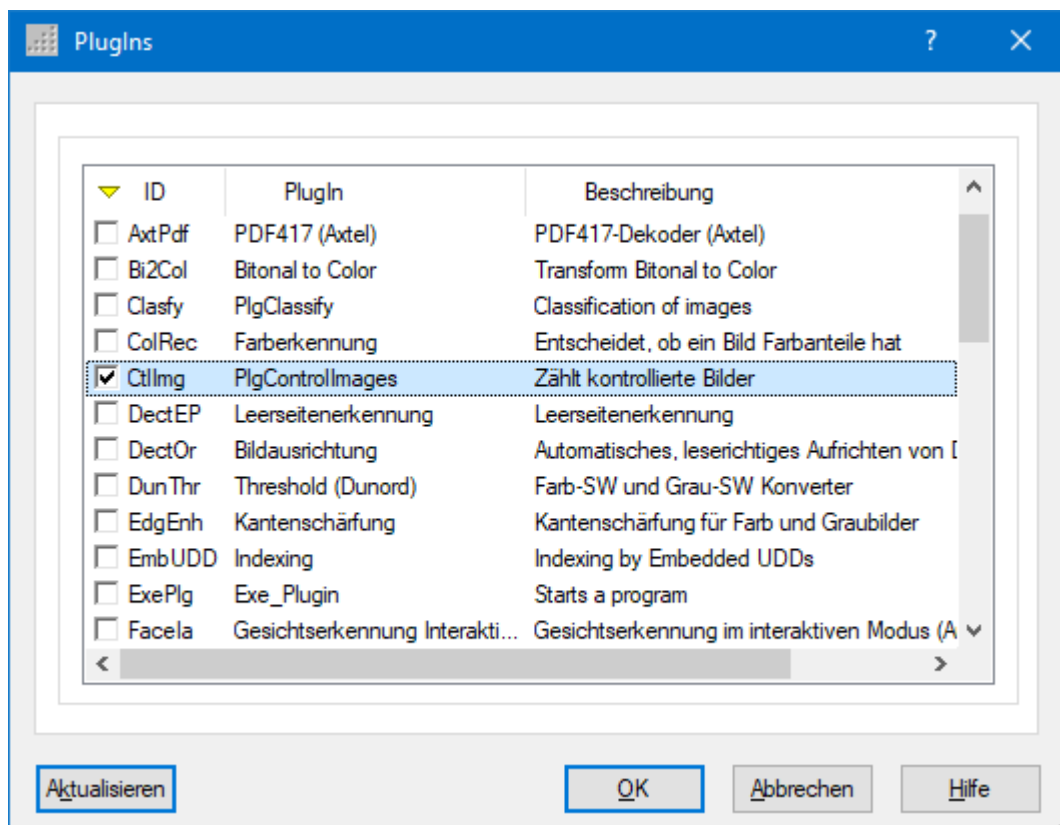 PlugIns ?
ID PlugIn Beschreibung
AxtPdf PDF417 (Axtel) PDF417-Dekoder (Axtel)
Bi2Col Bitonal to Color Transform Bitonal to Color
Clasfy PlgClassify Classification of images
ColRec Farberkennung Entscheidet, ob ein Bild Farbanteile hat
CtlImg PlgControlImages Zählt kontrollierte Bilder
DectEP Leerseitenerkennung Leerseitenerkennung
DectOr Bildausrichtung Automatisches, leserichtiges Aufrichten von
DunThr Threshold (Dunord) Farb-SW und Grau-SW Konverter
EdgEnh Kantenschärfung Kantenschärfung für Farb und Graubilder
EmbUDD Indexing Indexing by Embedded UDDs
ExePlg Exe_Plugin Starts a program
FaceIa Gesichtserkennung Interakti... Gesichtserkennung im interaktiven Modus (A
Aktualisieren OK Abbrechen Hilfe